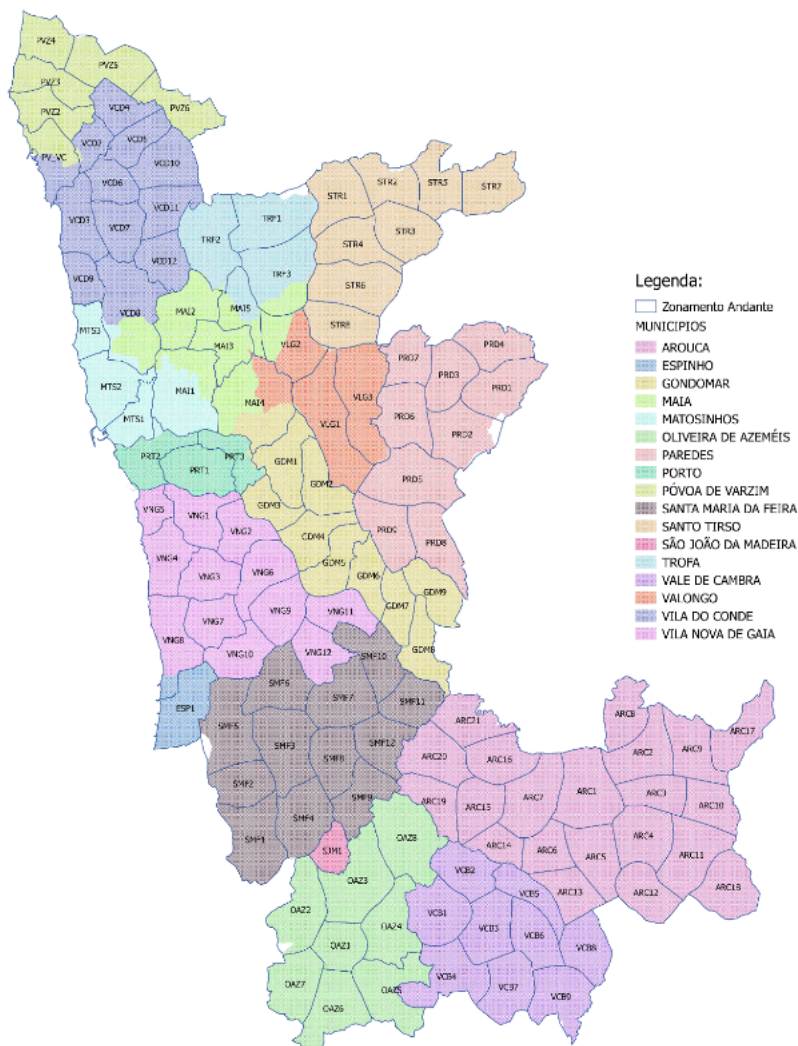 PVZ4
PVZ5
PVZ3
PVZ6
PVZ2
VCD4
VCD2
VCD5
PV_VC
VCD10
VCD6
VCD3
VCD7
VCD11
VCD12
VCD9
VCD8
STR1
STR2
STR5
STR7
STR4
STR3
STR6
STR8
TRF2
TRF1
TRF3
MTS3
MAI2
MAI5
MAI3
VLG2
MTS2
MAI1
MAI4
VLG3
MTS1
VLG1
PRD7
PRD4
PRD3
PRD1
PRD6
PRD2
PRD5
PRD9
PRD8
PRT2
PRT1
PRT3
GDM1
GDM2
GDM3
GDM4
GDM5
GDM6
GDM7
GDM9
GDM8
VNG5
VNG1
VNG2
VNG4
VNG3
VNG6
VNG9
VNG11
VNG7
VNG8
VNG10
VNG12
ESP1
SMF10
SMF6
SMF7
SMF11
SMF5
SMF3
SMF12
SMF8
SMF2
SMF9
SMF4
SMF1
SJM1
ARC21
ARC8
ARC17
ARC20
ARC16
ARC2
ARC9
ARC19
ARC15
ARC7
ARC1
ARC3
ARC10
ARC14
ARC6
ARC5
ARC4
ARC11
ARC13
ARC12
ARC18
OAZ8
OAZ3
OAZ2
OAZ4
OAZ1
OAZ7
OAZ6
OAZ5
VCB2
VCB5
VCB1
VCB3
VCB6
VCB8
VCB4
VCB7
VCB9
Legenda:
Zonamento Andante
MUNICIPIOS
AROUCA
ESPINHO
GONDOMAR
MAIA
MATOSINHOS
OLIVEIRA DE AZEMÉIS
PAREDES
PORTO
PÓVOA DE VARZIM
SANTA MARIA DA FEIRA
SANTO TIRSO
SÃO JOÃO DA MADEIRA
TROFA
VALE DE CAMBRA
VALONGO
VILA DO CONDE
VILA NOVA DE GAIA